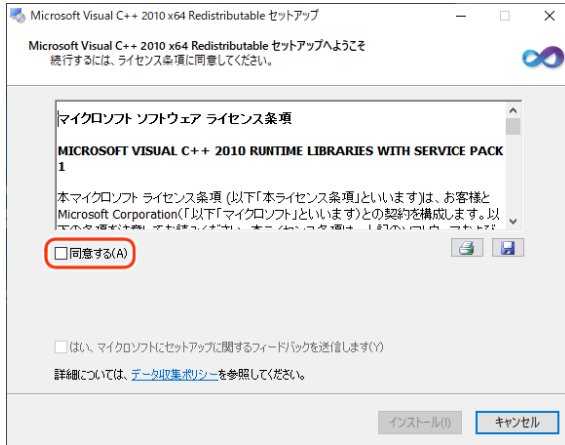 Microsoft Visual C++ 2010 x64 Redistributable セットアップ
Microsoft Visual C++ 2010 x64 Redistributable セットアップへようこそ
続行するには、ライセンス条項に同意してください。
マイクロソフト ソフトウェア ライセンス条項
MICROSOFT VISUAL C++ 2010 RUNTIME LIBRARIES WITH SERVICE PACK
1
本マイクロソフト ライセンス条項 (以下「本ライセンス条項」といいます)は、お客様と
Microsoft Corporation(「以下「マイクロソフト」といいます)との契約を構成します。以
同意する(A)
はい、マイクロソフトにセットアップに関するフィードバックを送信します(Y)
詳細については、データ収集ポリシーを参照してください。
インストール(I)
キャンセル